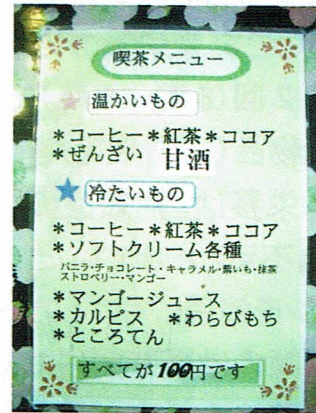 喫茶メニュー
★ 温かいもの
＊コーヒー＊紅茶＊ココア
＊ぜんざい 甘酒
★ 冷たいもの
＊コーヒー＊紅茶＊ココア
＊ソフトクリーム各種
バニラ・チョコレート・キャラメル・紫いも・抹茶
ストロベリー・マンゴー
＊マンゴージュース
＊カルピス ＊わらびもち
＊ところてん
すべてが100円です